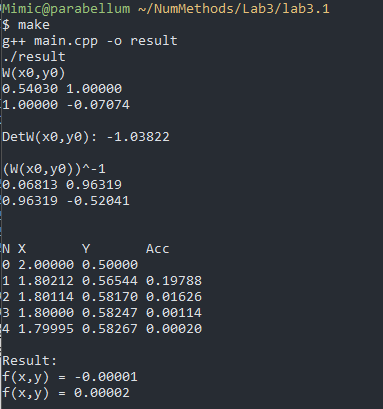 Mimic@parabellum ~/NumMethods/Lab3/lab3.1
$ make
g++ main.cpp -o result
./result
W(x0,y0)
0.54030 1.00000
1.00000 -0.07074
DetW(x0,y0): -1.03822
(W(x0,y0))^-1
0.06813 0.96319
0.96319 -0.52041
N X Y Acc
0 2.00000 0.50000
1 1.80212 0.56544 0.19788
2 1.80114 0.58170 0.01626
3 1.80000 0.58247 0.00114
4 1.79995 0.58267 0.00020
Result:
f(x,y) = -0.00001
f(x,y) = 0.00002